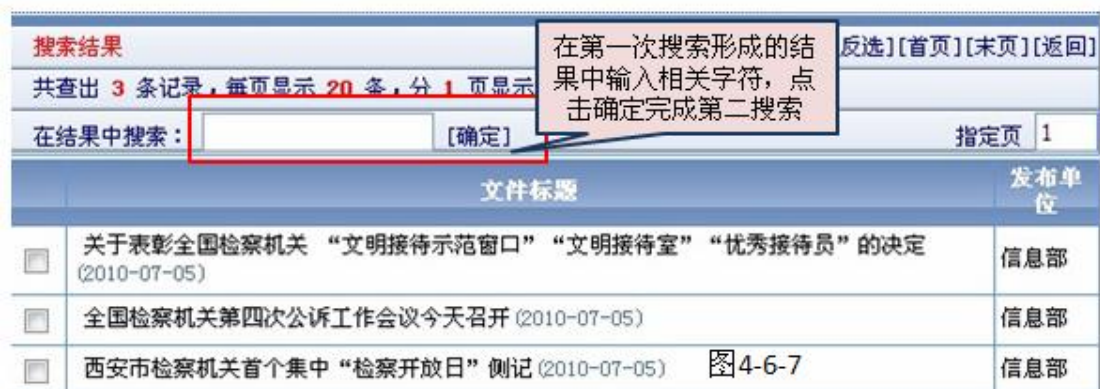 搜索结果
在第一次搜索形成的结
果中输入相关字符，点
击确定完成第二搜索
反选][首页][末页][返回]
共查出 3 条记录，每页显示 20 条，分 1 页显示
在结果中搜索：
[确定]
指定页 1
文件标题
发布单
位
关于表彰全国检察机关 “文明接待示范窗口” “文明接待室” “优秀接待员”的决定
(2010-07-05)
信息部
全国检察机关第四次公诉工作会议今天召开 (2010-07-05)
信息部
西安市检察机关首个集中“检察开放日”侧记 (2010-07-05)
图4-6-7
信息部